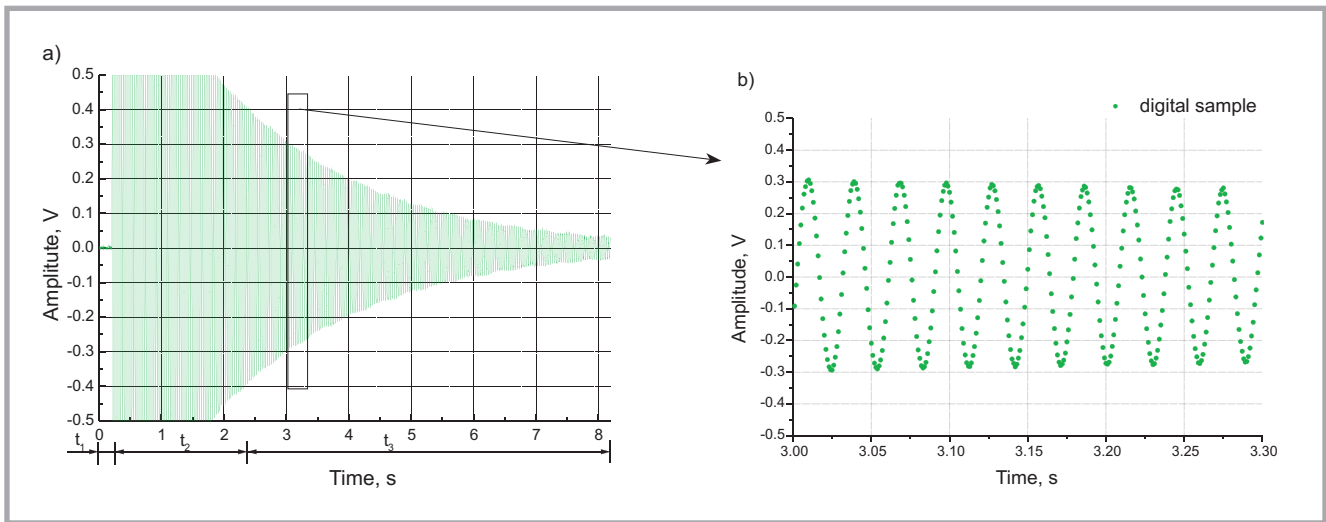 a)
0.5
0.4
0.3
0.2
0.1
0.0
-0.1
-0.2
-0.3
-0.4
-0.5
Amplitude, V
0 1 2 3 4 5 6 7 8
t1 t2 t3
Time, s
b)
digital sample
0.5
0.4
0.3
0.2
0.1
0.0
-0.1
-0.2
-0.3
-0.4
-0.5
Amplitude, V
3.00 3.05 3.10 3.15 3.20 3.25 3.30
Time, s